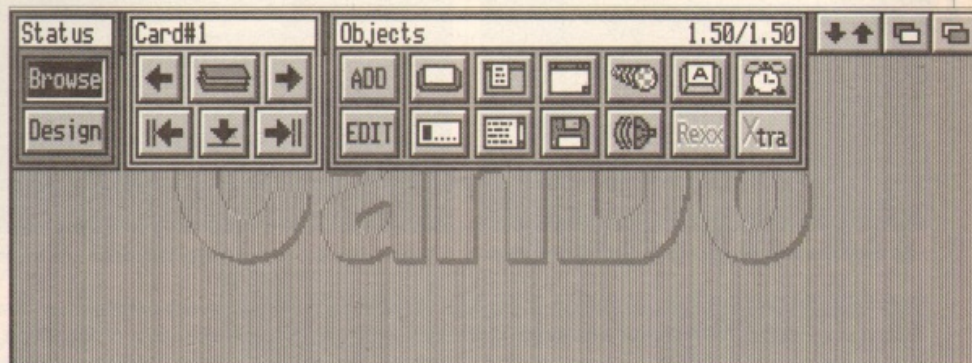 Status Card#1 Objects 1.50/1.50
Browse ADD A
Design EDIT Rexx Xtra
CanDo